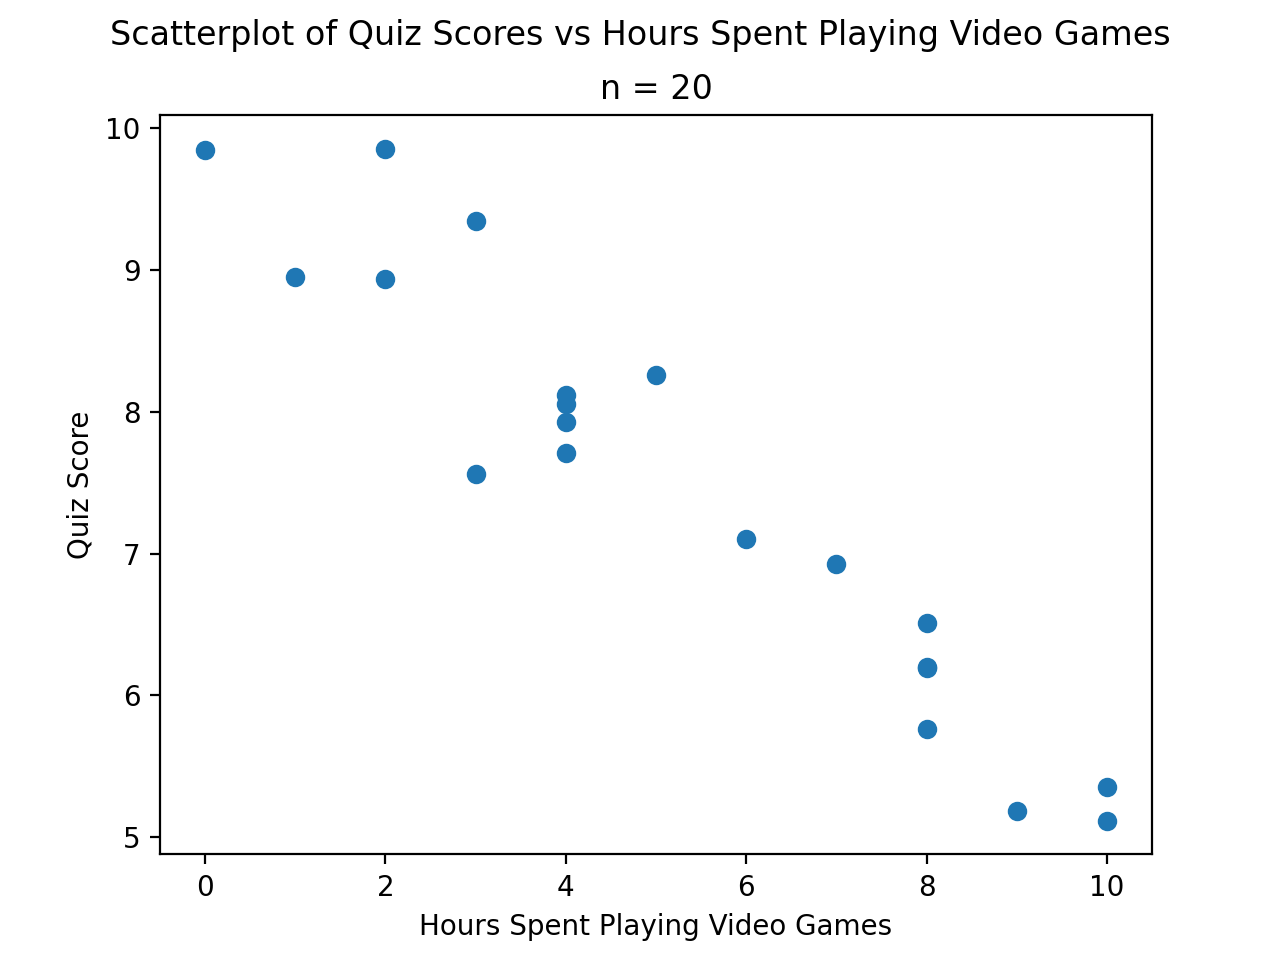 Scatterplot of Quiz Scores vs Hours Spent Playing Video Games
n = 20
10
9
8
7
6
5
Quiz Score
0 2 4 6 8 10
Hours Spent Playing Video Games